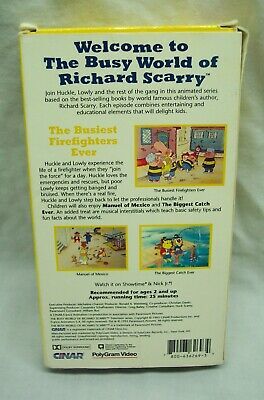 Welcome to
The Busy World of
Richard Scarry™
Join Huckle, Lowly and the rest of the gang in this animated series
based on the best-selling books by world famous children's author,
Richard Scarry. Each episode combines entertaining and
educational elements that will delight kids.
The Busiest
Firefighters
Ever
Huckle and Lowly experience the
life of a firefighter when they "join
the force" for a day. Huckle loves the
emergencies and rescues, but poor
Lowly keeps getting banged and
bruised. When there's a real fire,
Huckle and Lowly step back to let the professionals handle it!
Children will also enjoy Manuel of Mexico and The Biggest Catch
Ever. An added treat are musical interstitials which teach basic safety tips
and fun facts about the world.
The Busiest Firefighters Ever
Manuel of Mexico
The Biggest Catch Ever
Watch it on Showtime® & Nick Jr.®!
Recommended for ages 2 and up
Approx. running time: 25 minutes
CINAR
PolyGram Video